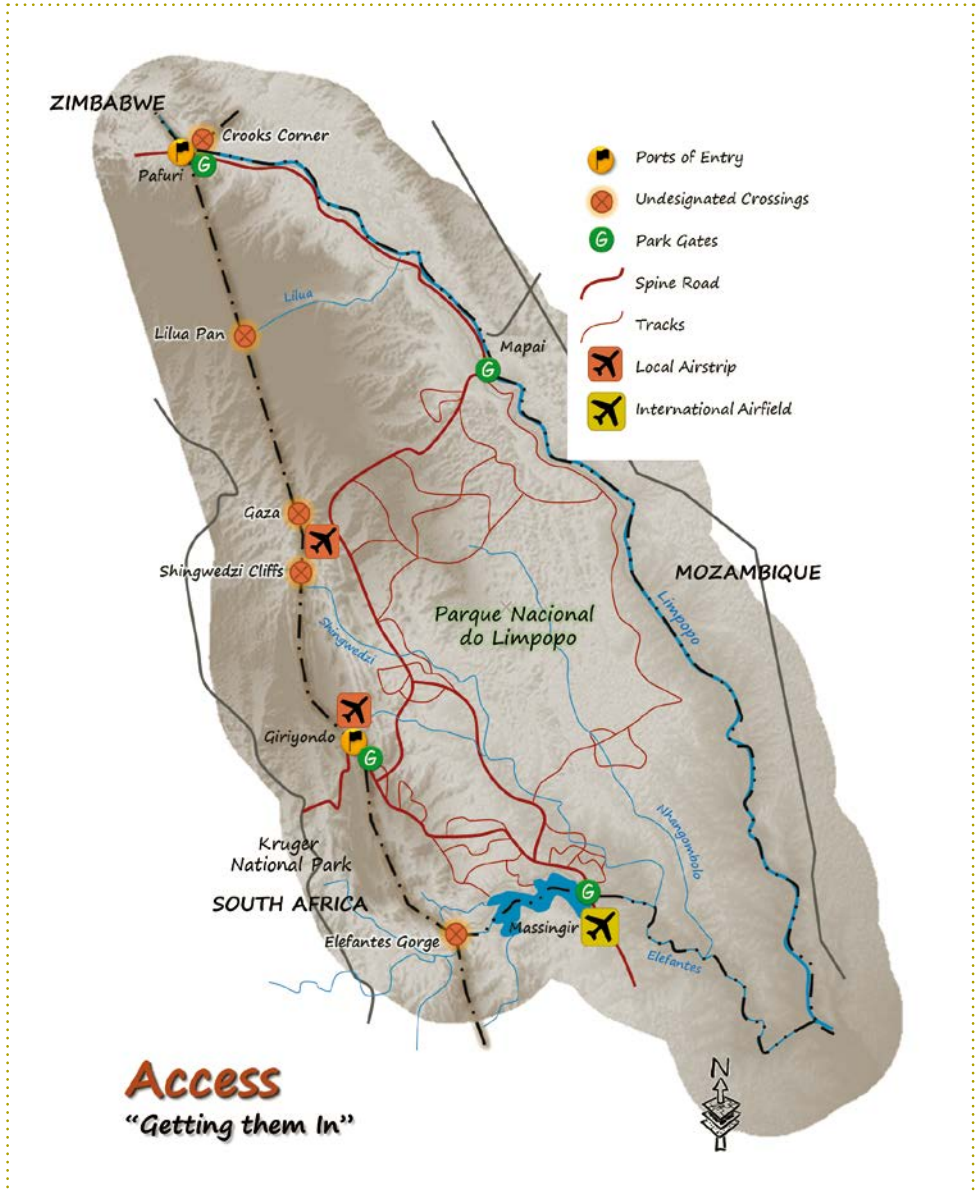 ZIMBABWE
Crooks Corner
G
Pafuri
Ports of Entry
Undesignated Crossings
G
Park Gates
Spine Road
Tracks
Local Airstrip
International Airfield
Lilua
Lilua Pan
Mapai
G
Gaza
Shingwedzi Cliffs
MOZAMBIQUE
Limpopo
Parque Nacional
do Limpopo
Shingwedzi
Giriyondo
G
Nhangombolo
Kruger
National Park
SOUTH AFRICA
G
Massingir
Elefantes Gorge
Elefantes
Access
"Getting them In"
N